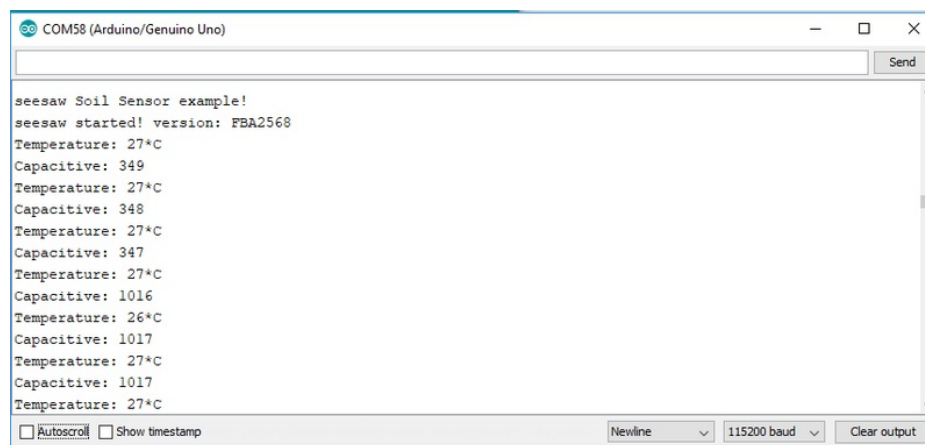 COM58 (Arduino/Genuino Uno)
Send
seesaw Soil Sensor example!
seesaw started! version: FBA2568
Temperature: 27*C
Capacitive: 349
Temperature: 27*C
Capacitive: 348
Temperature: 27*C
Capacitive: 347
Temperature: 27*C
Capacitive: 1016
Temperature: 26*C
Capacitive: 1017
Temperature: 27*C
Capacitive: 1017
Temperature: 27*C
Autoscroll Show timestamp Newline 115200 baud Clear output